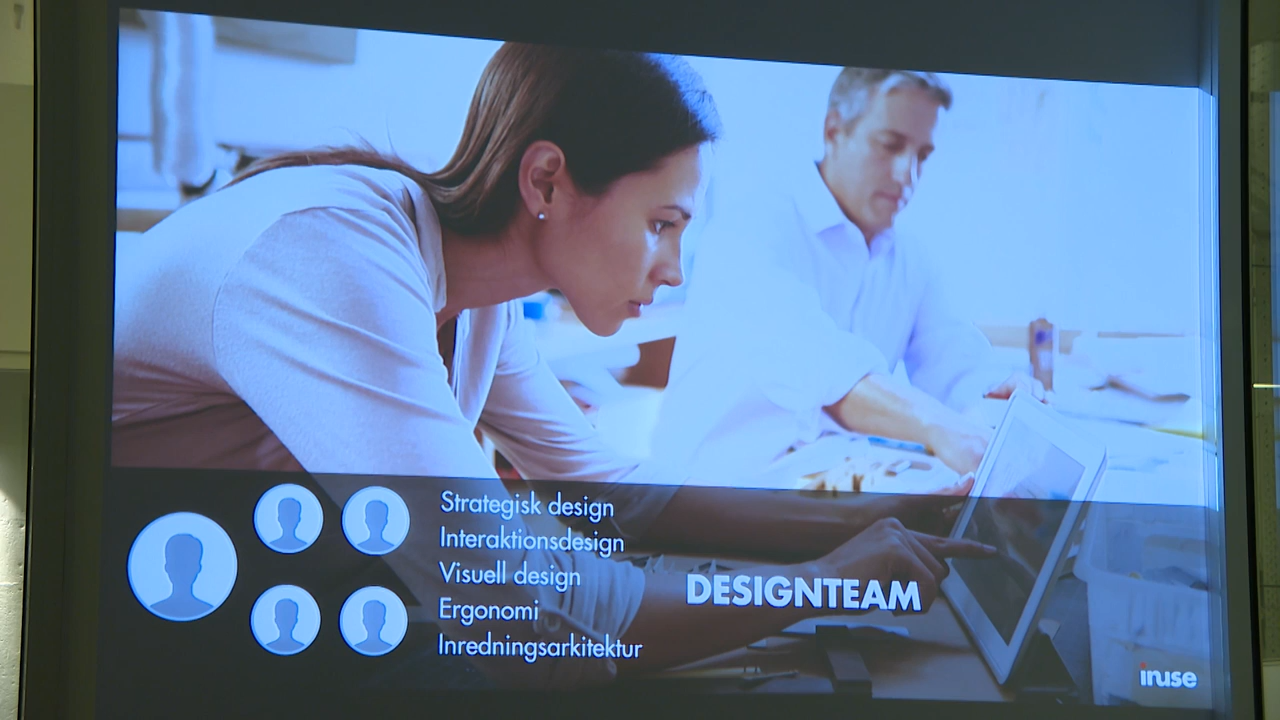 Strategisk design
Interaktionsdesign
Visuell design
Ergonomi
Inredningsarkitektur
DESIGNTEAM
inuse